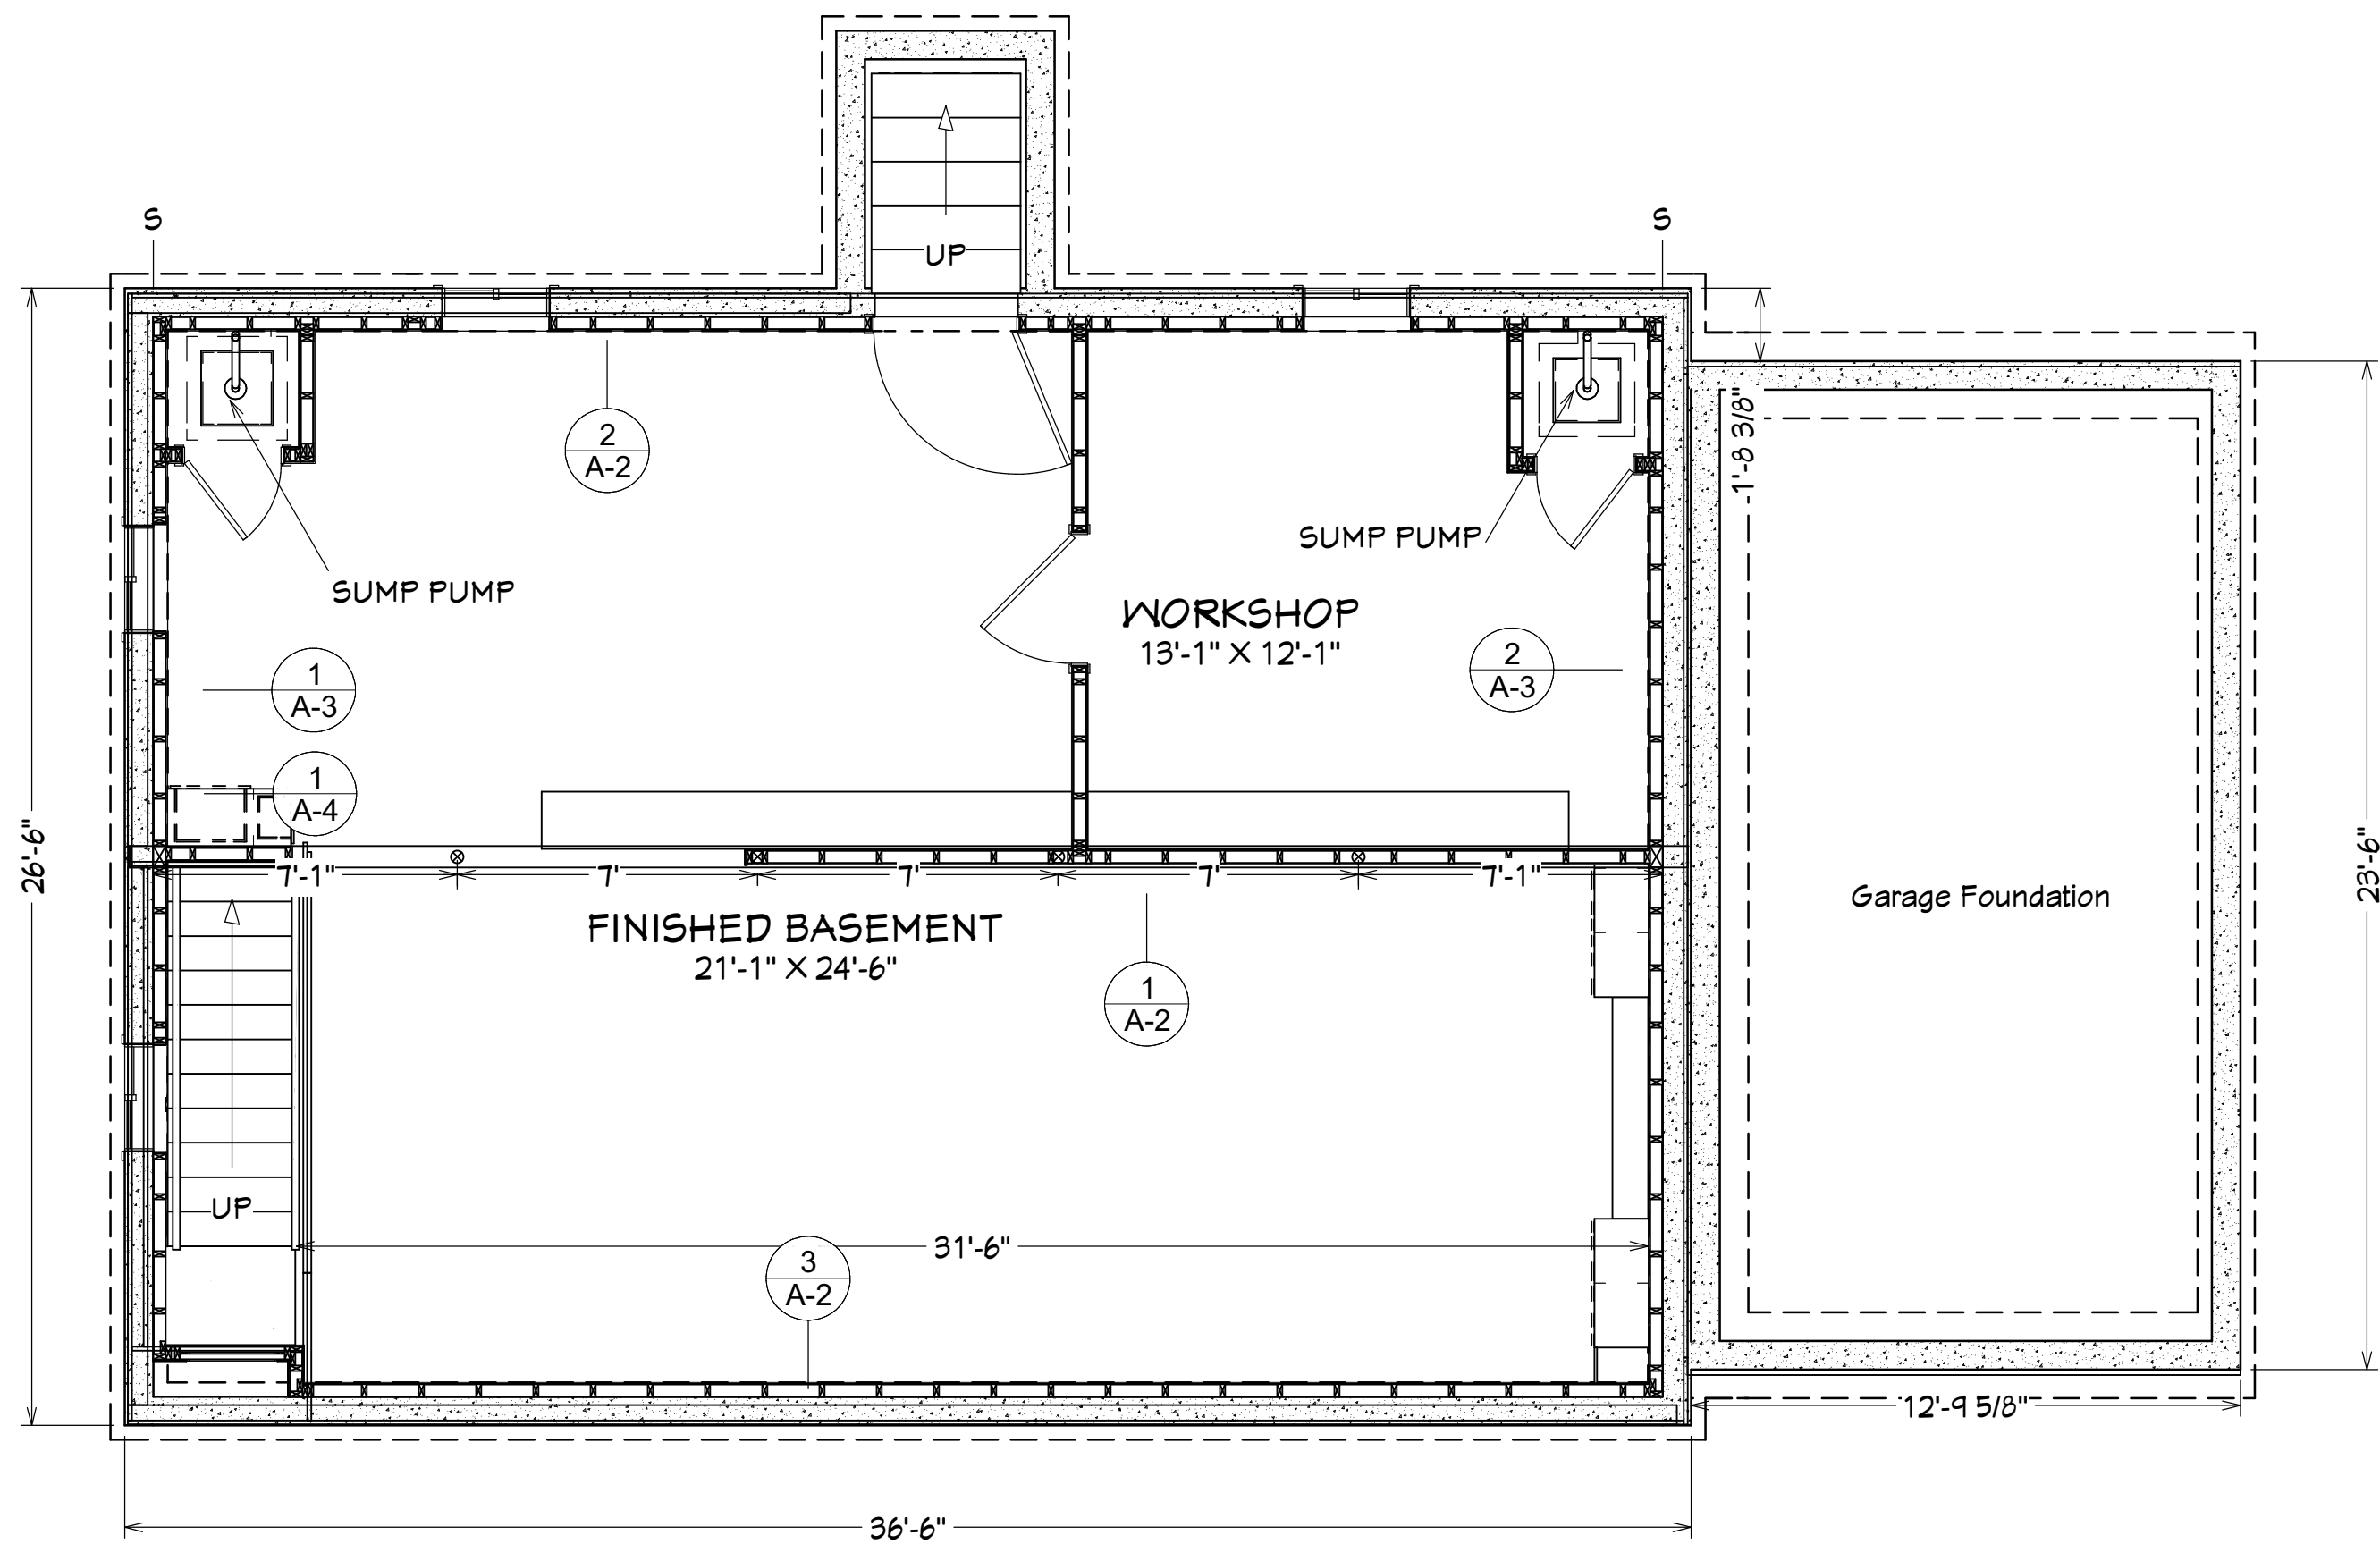 UP
S
S
1'-8 3/8"
2
A-2
SUMP PUMP
SUMP PUMP
WORKSHOP
13'-1" X 12'-1"
1
A-3
2
A-3
1
A-4
26'-6"
7'-1"
7'
7'
7'
7'-1"
23'-6"
Garage Foundation
FINISHED BASEMENT
21'-1" X 24'-6"
1
A-2
UP
31'-6"
3
A-2
12'-9 5/8"
36'-6"